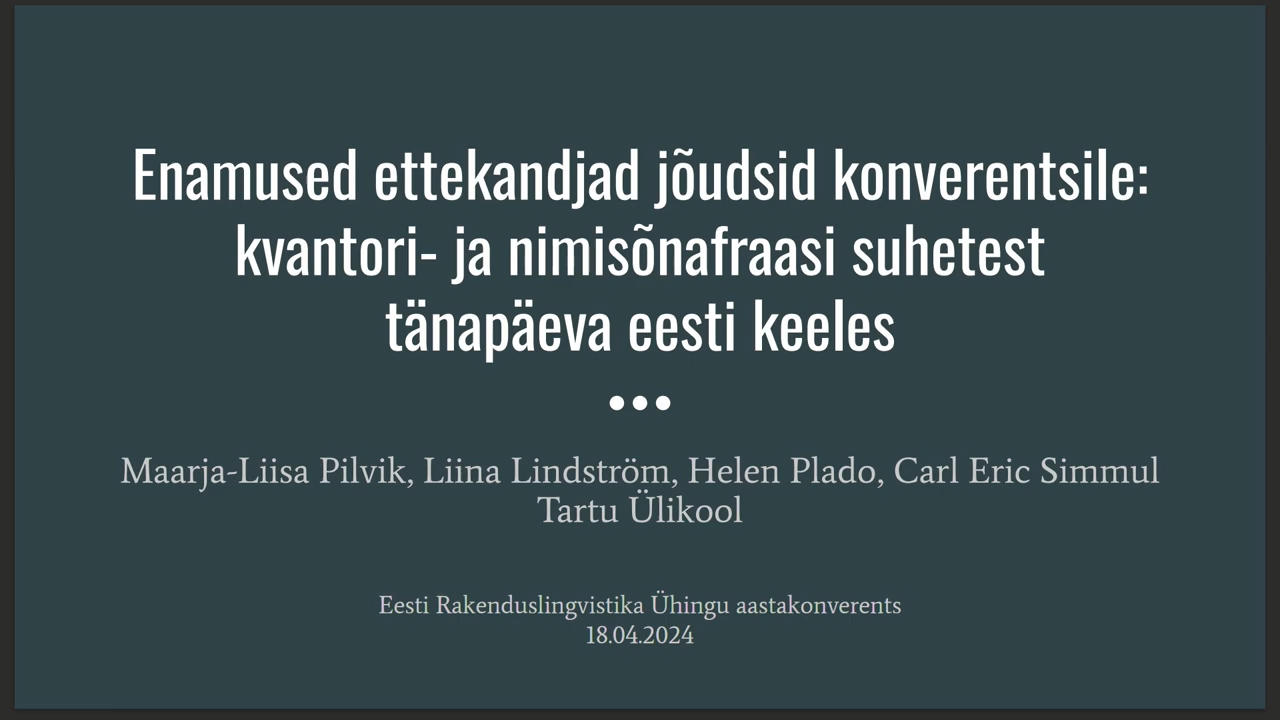 Enamused ettekandjad jõudsid konverentsile:
kvantori- ja nimisõnafraasi suhetest
tänapäeva eesti keeles
Maarja-Liisa Pilvik, Liina Lindström, Helen Plado, Carl Eric Simmul
Tartu Ülikool
Eesti Rakenduslingvistika Ühingu aastakonverents
18.04.2024